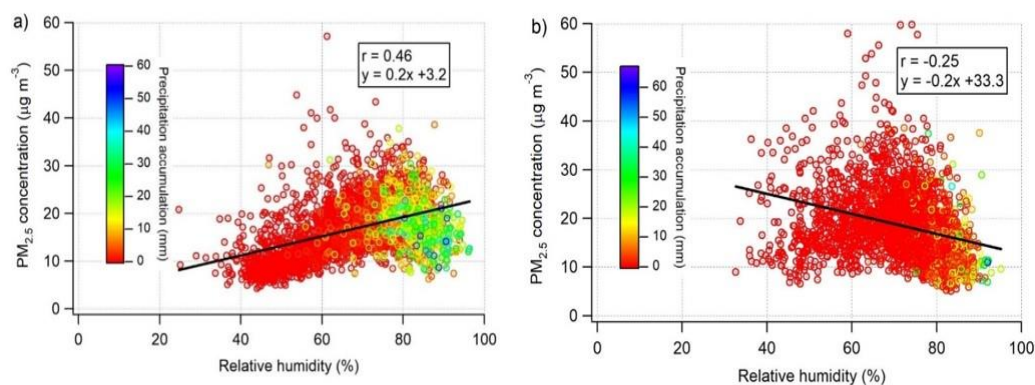 a)
60
50
40
30
20
10
0
PM2.5 concentration (μg m-3)
60
50
40
30
20
10
0
Precipitation accumulation (mm)
r = 0.46
y = 0.2x +3.2
0 20 40 60 80 100
Relative humidity (%)
b)
60
50
40
30
20
10
0
PM2.5 concentration (μg m-3)
60
50
40
30
20
10
0
Precipitation accumulation (mm)
r = -0.25
y = -0.2x +33.3
0 20 40 60 80 100
Relative humidity (%)